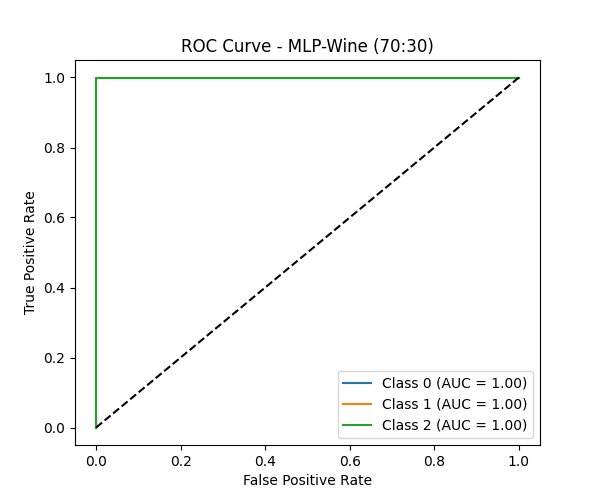 ROC Curve - MLP-Wine (70:30)
True Positive Rate
1.0
0.8
0.6
0.4
0.2
0.0
0.0 0.2 0.4 0.6 0.8 1.0
False Positive Rate
Class 0 (AUC = 1.00)
Class 1 (AUC = 1.00)
Class 2 (AUC = 1.00)